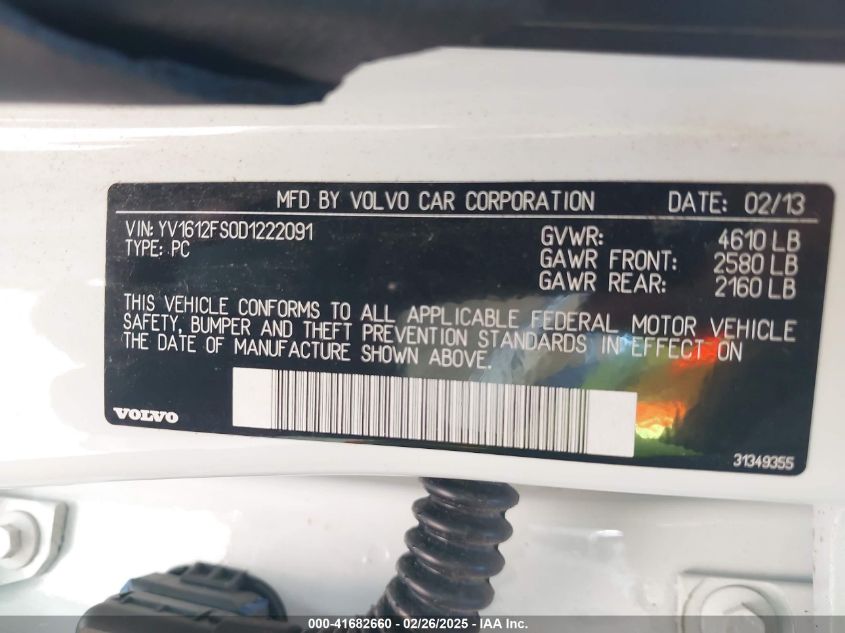 MFD BY VOLVO CAR CORPORATION DATE: 02/13
VIN: YV1612FS0D1222091
TYPE: PC
GVWR: 4610 LB
GAWR FRONT: 2580 LB
GAWR REAR: 2160 LB
THIS VEHICLE CONFORMS TO ALL APPLICABLE FEDERAL MOTOR VEHICLE
SAFETY, BUMPER AND THEFT PREVENTION STANDARDS IN EFFECT ON
THE DATE OF MANUFACTURE SHOWN ABOVE.
VOLVO
31349355
000-41682660 - 02/26/2025 - IAA Inc.